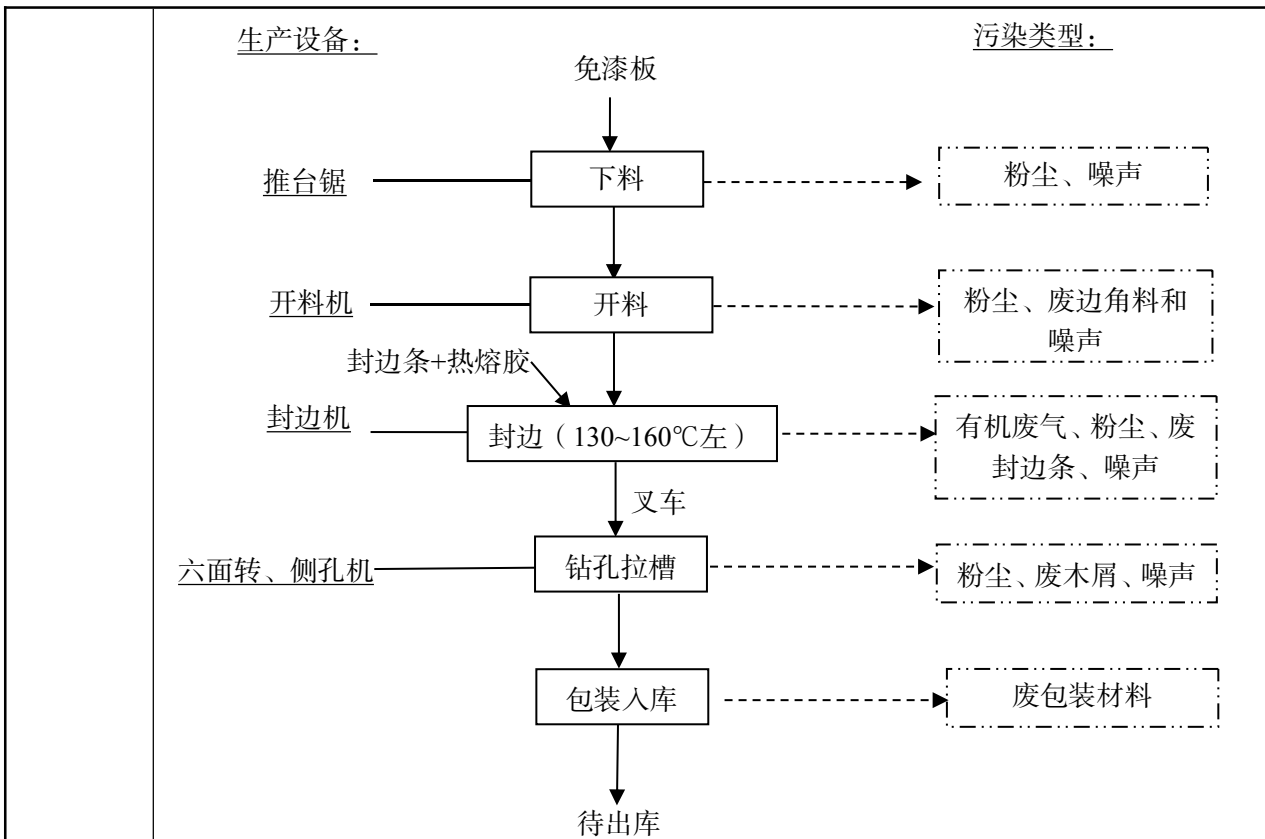 生产设备：
污染类型：
免漆板
推台锯
下料
粉尘、噪声
开料机
开料
粉尘、废边角料和
噪声
封边条+热熔胶
封边机
封边（130~160℃左）
有机废气、粉尘、废
封边条、噪声
叉车
六面转、侧孔机
钻孔拉槽
粉尘、废木屑、噪声
包装入库
废包装材料
待出库